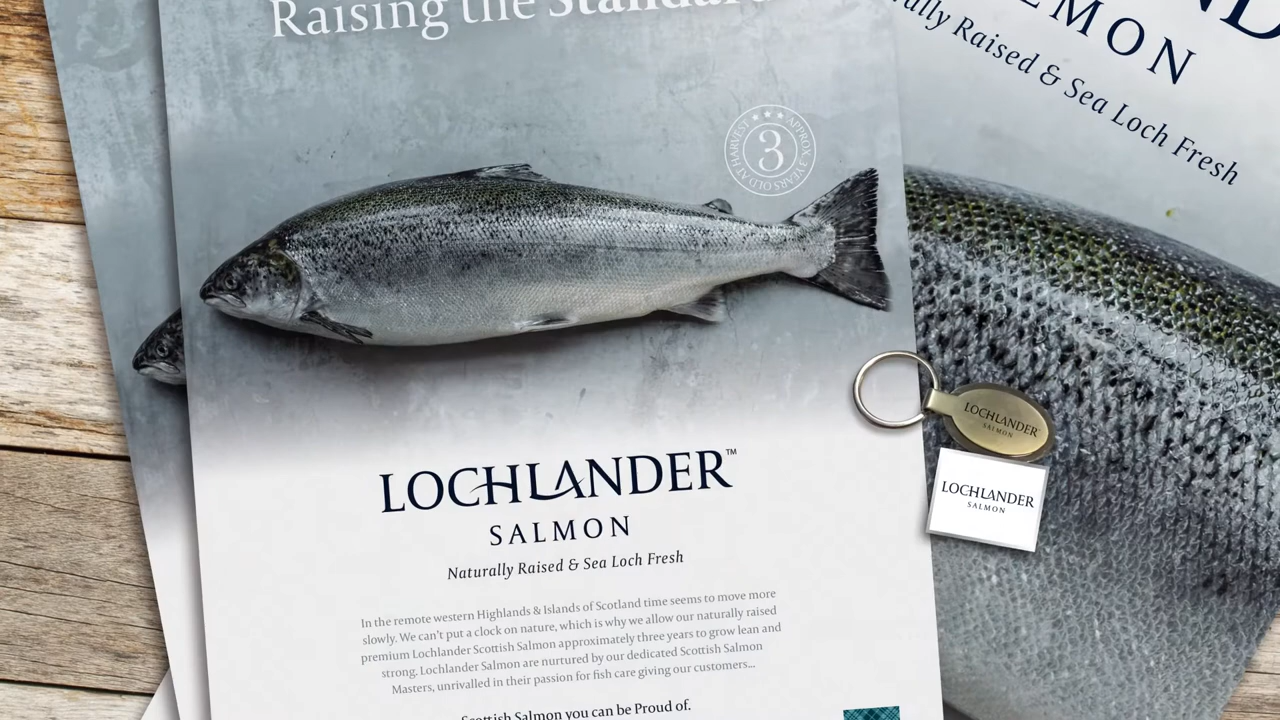 Raising the Standard
APPROX. 3 YEARS OLD AT HARVEST
3
LOCHLANDER™
SALMON
Naturally Raised & Sea Loch Fresh
In the remote western Highlands & Islands of Scotland time seems to move more
slowly. We can't put a clock on nature, which is why we allow our naturally raised
premium Lochlander Scottish Salmon approximately three years to grow lean and
strong. Lochlander Salmon are nurtured by our dedicated Scottish Salmon
Masters, unrivalled in their passion for fish care giving our customers...
Scottish Salmon you can be Proud of.
Raised & Sea Loch Fresh
LOCHLANDER
SALMON
LOCHLANDER
SALMON